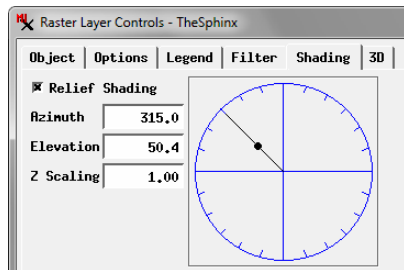 Raster Layer Controls - TheSphinx
Object Options Legend Filter Shading 3D
Relief Shading
Azimuth 315.0
Elevation 50.4
Z Scaling 1.00